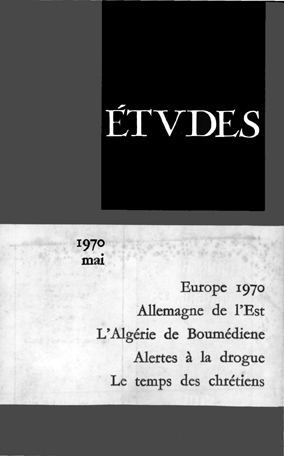 ÉTVDES
1970
mai
Europe 1970
Allemagne de l'Est
L'Algérie de Boumédiene
Alertes à la drogue
Le temps des chrétiens